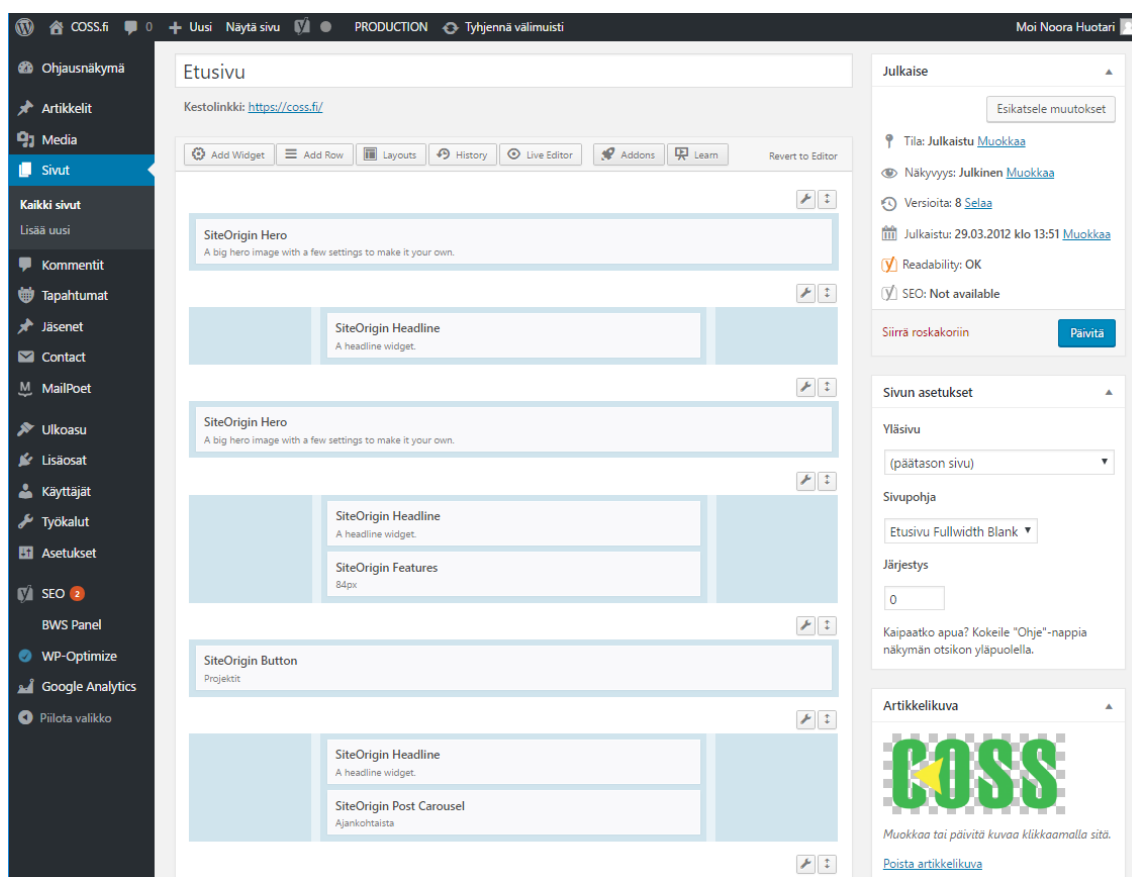 COSS.fi 0 Uusi Näytä sivu PRODUCTION Tyhjennä välimuisti Moi Noora Huotari
Ohjausnäkymä
Artikkelit
Media
Sivut
Kaikki sivut
Lisää uusi
Kommentit
Tapahtumat
Jäsenet
Contact
MailPoet
Ulkoasu
Lisäosat
Käyttäjät
Työkalut
Asetukset
SEO 2
BWS Panel
WP-Optimize
Google Analytics
Piilota valikko
Etusivu
Kestolinkki: https://coss.fi/
Add Widget Add Row Layouts History Live Editor Addons Learn Revert to Editor
SiteOrigin Hero
A big hero image with a few settings to make it your own.
SiteOrigin Headline
A headline widget.
SiteOrigin Hero
A big hero image with a few settings to make it your own.
SiteOrigin Headline
A headline widget.
SiteOrigin Features
84px
SiteOrigin Button
Projektit
SiteOrigin Headline
A headline widget.
SiteOrigin Post Carousel
Ajankohtaista
Julkaise
Esikatsele muutokset
Tila: Julkaistu Muokkaa
Näkyvyys: Julkinen Muokkaa
Versioita: 8 Selaa
Julkaistu: 29.03.2012 klo 13:51 Muokkaa
Readability: OK
SEO: Not available
Siirrä roskakoriin Päivitä
Sivun asetukset
Yläsivu
(päätason sivu)
Sivupohja
Etusivu Fullwidth Blank
Järjestys
0
Kaipaatko apua? Kokeile "Ohje"-nappia
näkymän otsikon yläpuolella.
Artikkelikuva
COSS
Muokkaa tai päivitä kuvaa klikkaamalla sitä.
Poista artikkelikuva